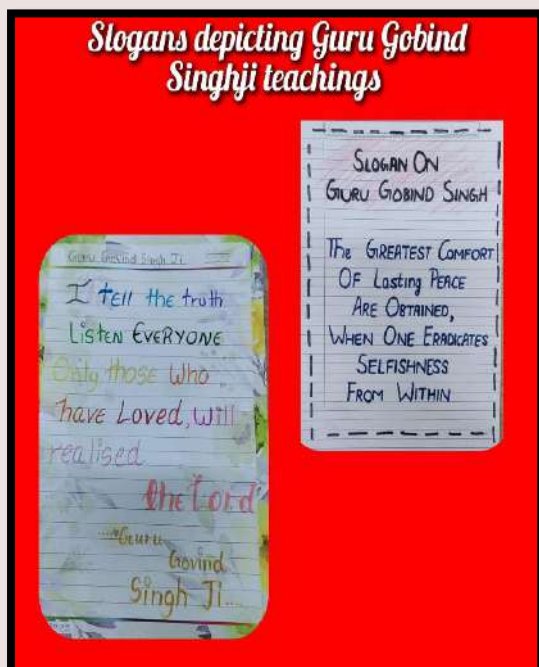 Slogans depicting Guru Gobind
Singhji teachings
SLOGAN ON
GURU GOBIND SINGH
The GREATEST COMFORT
OF Lasting PEACE
ARE OBTAINED,
WHEN ONE ERADICATES
SELFISHNESS
FROM WITHIN
Guru Govind Singh Ji
I tell the truth
Listen EVERYONE
Only those who
have Loved, will
realised
the Lord
....Guru
Govind
Singh Ji...